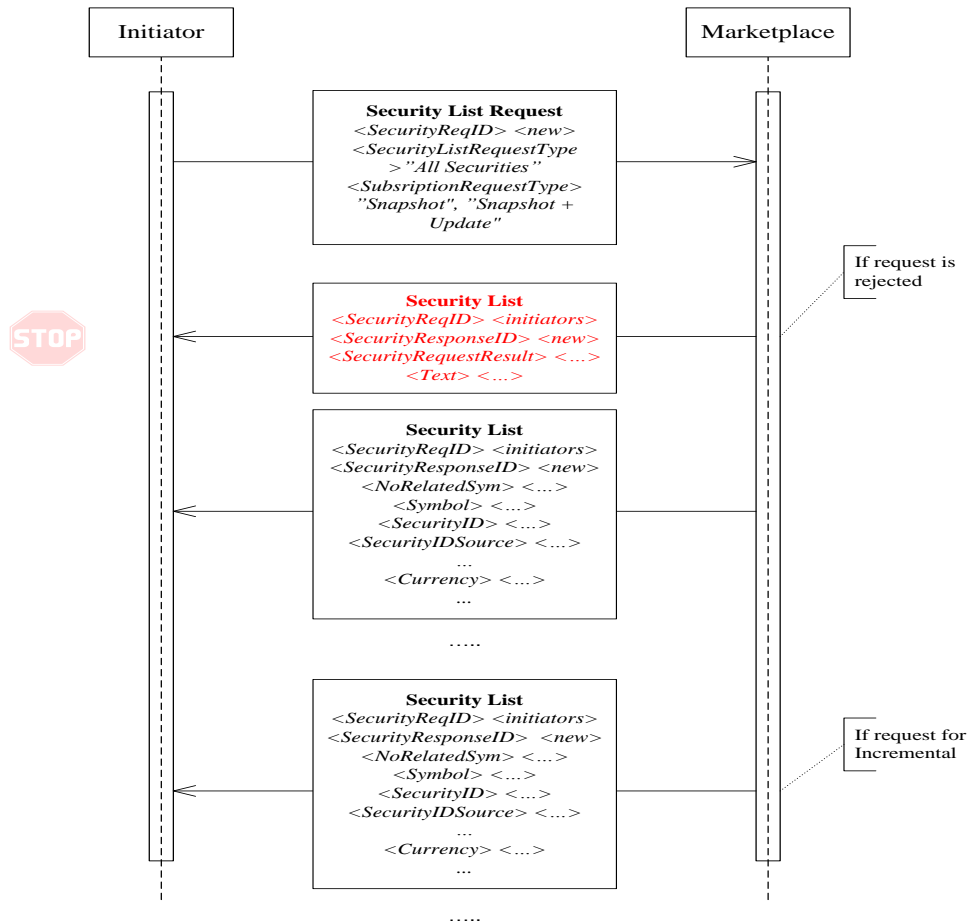 Initiator
Marketplace
Security List Request
<SecurityReqID> <new>
<SecurityListRequestType
>”All Securities”
<SubsriptionRequestType>
”Snapshot", ”Snapshot +
Update"
If request is
rejected
Security List
<SecurityReqID> <initiators>
<SecurityResponseID> <new>
<SecurityRequestResult> <...>
<Text> <...>
STOP
Security List
<SecurityReqID> <initiators>
<SecurityResponseID> <new>
<NoRelatedSym> <...>
<Symbol> <...>
<SecurityID> <...>
<SecurityIDSource> <...>
...
<Currency> <...>
...
.....
Security List
<SecurityReqID> <initiators>
<SecurityResponseID> <new>
<NoRelatedSym> <...>
<Symbol> <...>
<SecurityID> <...>
<SecurityIDSource> <...>
...
<Currency> <...>
...
If request for
Incremental
.....